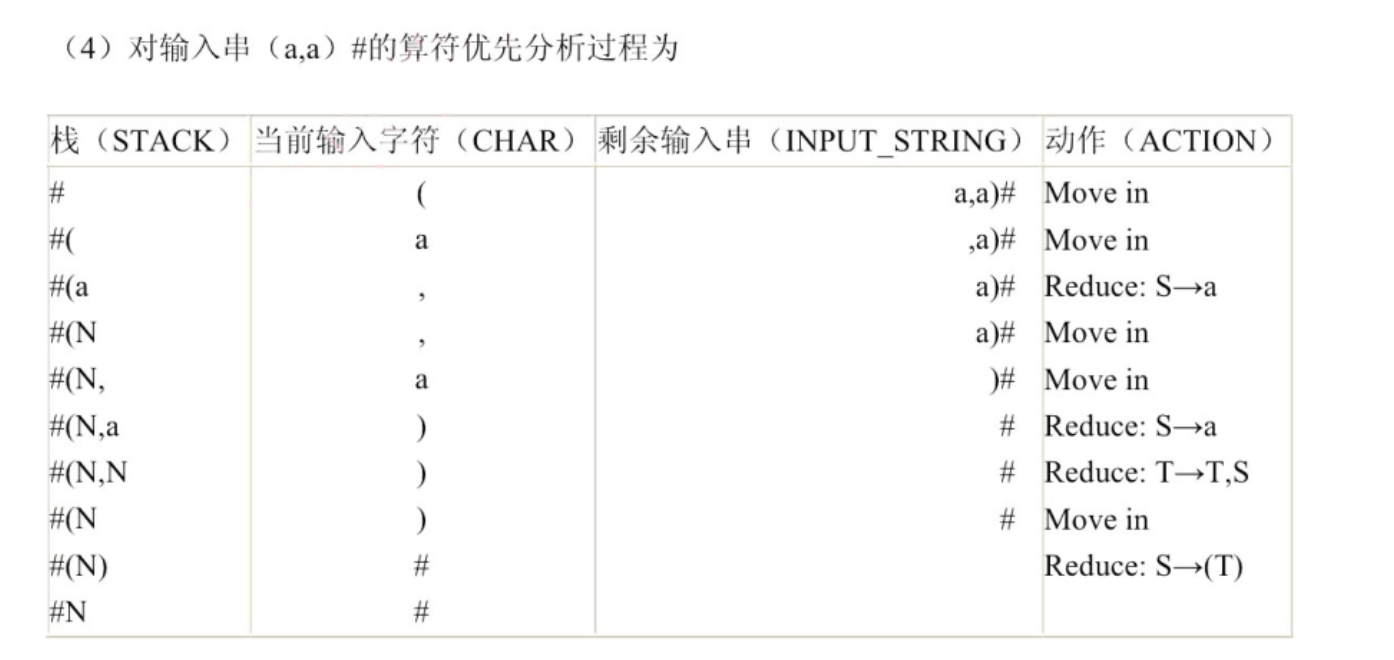 （4）对输入串（a,a）#的算符优先分析过程为
栈（STACK） 当前输入字符（CHAR） 剩余输入串（INPUT_STRING） 动作（ACTION）
# ( a,a)# Move in
#( a ,a)# Move in
#(a , a)# Reduce: S→a
#(N , a)# Move in
#(N, a )# Move in
#(N,a ) # Reduce: S→a
#(N,N ) # Reduce: T→T,S
#(N ) # Move in
#(N) # Reduce: S→(T)
#N #